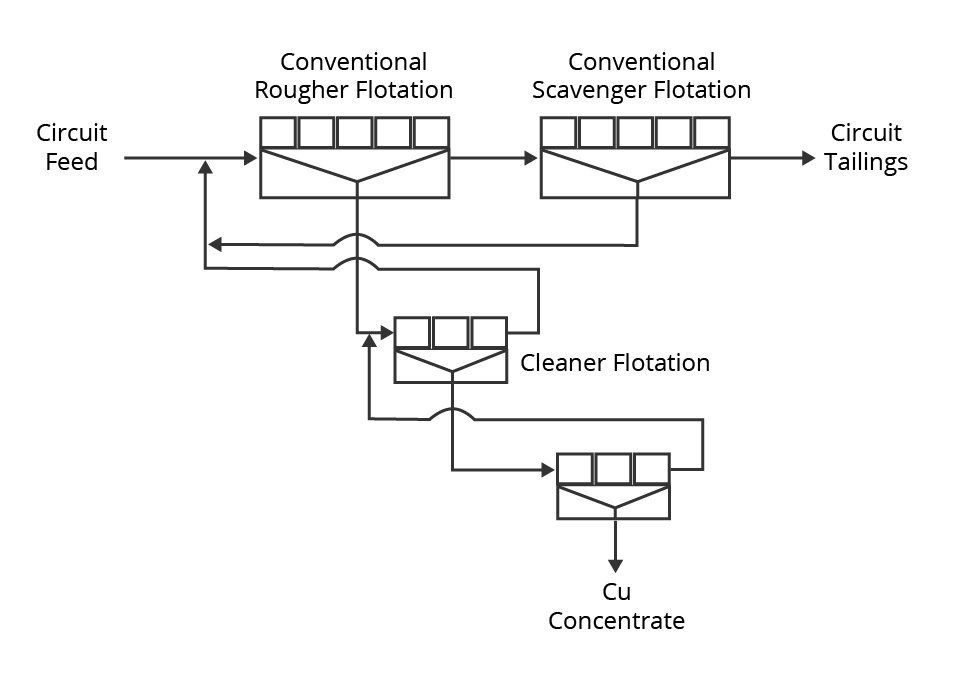 Conventional
Rougher Flotation
Conventional
Scavenger Flotation
Circuit
Feed
Circuit
Tailings
Cleaner Flotation
Cu
Concentrate